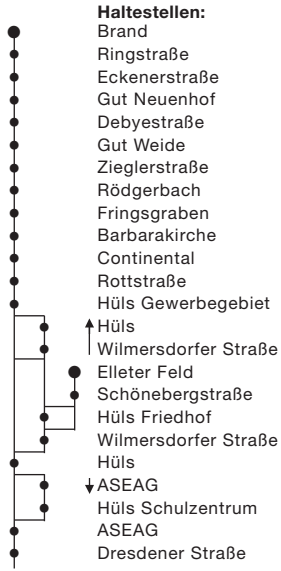 Haltestellen:
Brand
Ringstraße
Eckenerstraße
Gut Neuenhof
Debyestraße
Gut Weide
Zieglerstraße
Rödgerbach
Fringsgraben
Barbarakirche
Continental
Rottstraße
Hüls Gewerbegebiet
Hüls
Wilmersdorfer Straße
Elleter Feld
Schönebergstraße
Hüls Friedhof
Wilmersdorfer Straße
Hüls
ASEAG
Hüls Schulzentrum
ASEAG
Dresdener Straße